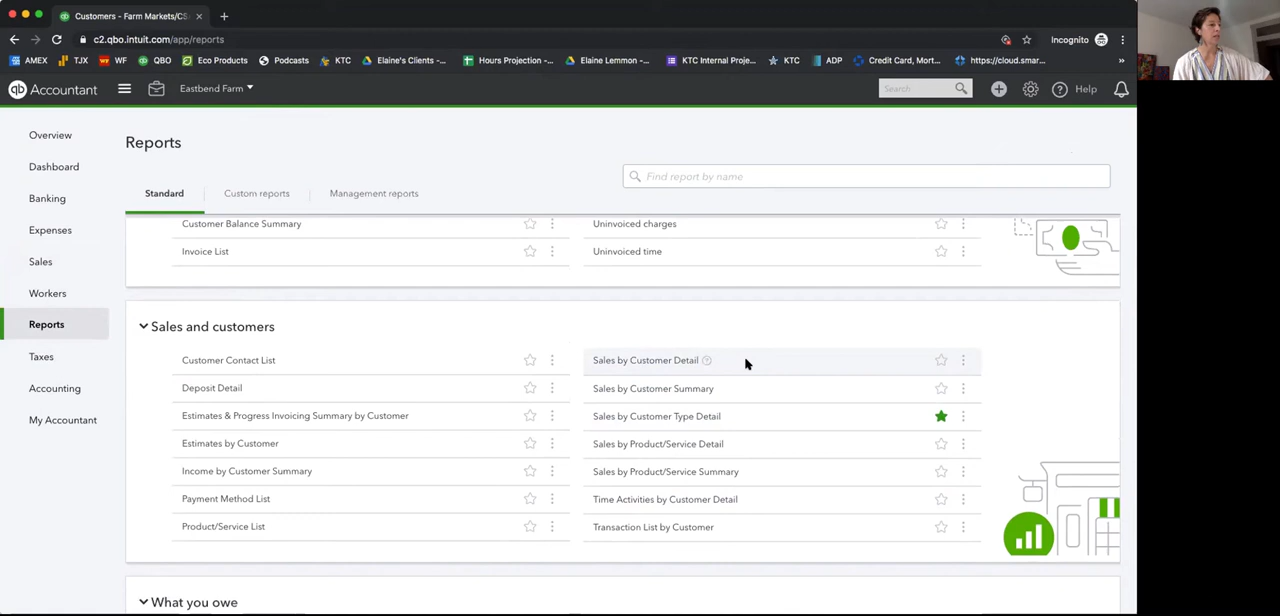 Customers - Farm Markets/CS
c2.qbo.intuit.com/app/reports
Incognito
AMEX TJX WF QBO Eco Products Podcasts KTC Elaine's Clients -... Hours Projection -... Elaine Lemmon -... KTC Internal Proje... KTC ADP Credit Card, Mort... https://cloud.smar... »
qb Accountant Eastbend Farm Search Help
Overview
Dashboard
Banking
Expenses
Sales
Workers
Reports
Taxes
Accounting
My Accountant
Reports
Find report by name
Standard Custom reports Management reports
Customer Balance Summary Uninvoiced charges
Invoice List Uninvoiced time
Sales and customers
Customer Contact List Sales by Customer Detail
Deposit Detail Sales by Customer Summary
Estimates & Progress Invoicing Summary by Customer Sales by Customer Type Detail
Estimates by Customer Sales by Product/Service Detail
Income by Customer Summary Sales by Product/Service Summary
Payment Method List Time Activities by Customer Detail
Product/Service List Transaction List by Customer
What you owe